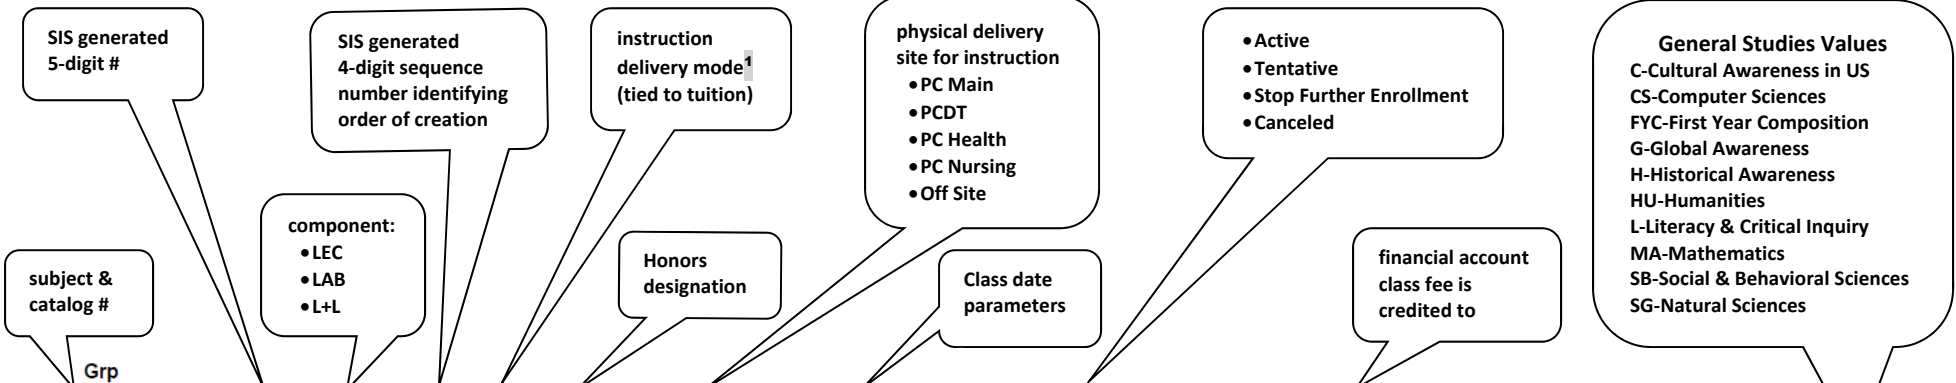 SIS generated
5-digit #
SIS generated
4-digit sequence
number identifying
order of creation
instruction
delivery mode¹
(tied to tuition)
physical delivery
site for instruction
•PC Main
•PCDT
•PC Health
•PC Nursing
•Off Site
•Active
•Tentative
•Stop Further Enrollment
•Canceled
General Studies Values
C-Cultural Awareness in US
CS-Computer Sciences
FYC-First Year Composition
G-Global Awareness
H-Historical Awareness
HU-Humanities
L-Literacy & Critical Inquiry
MA-Mathematics
SB-Social & Behavioral Sciences
SG-Natural Sciences
subject &
catalog #
component:
•LEC
•LAB
•L+L
Honors
designation
Class date
parameters
financial account
class fee is
credited to
Grp